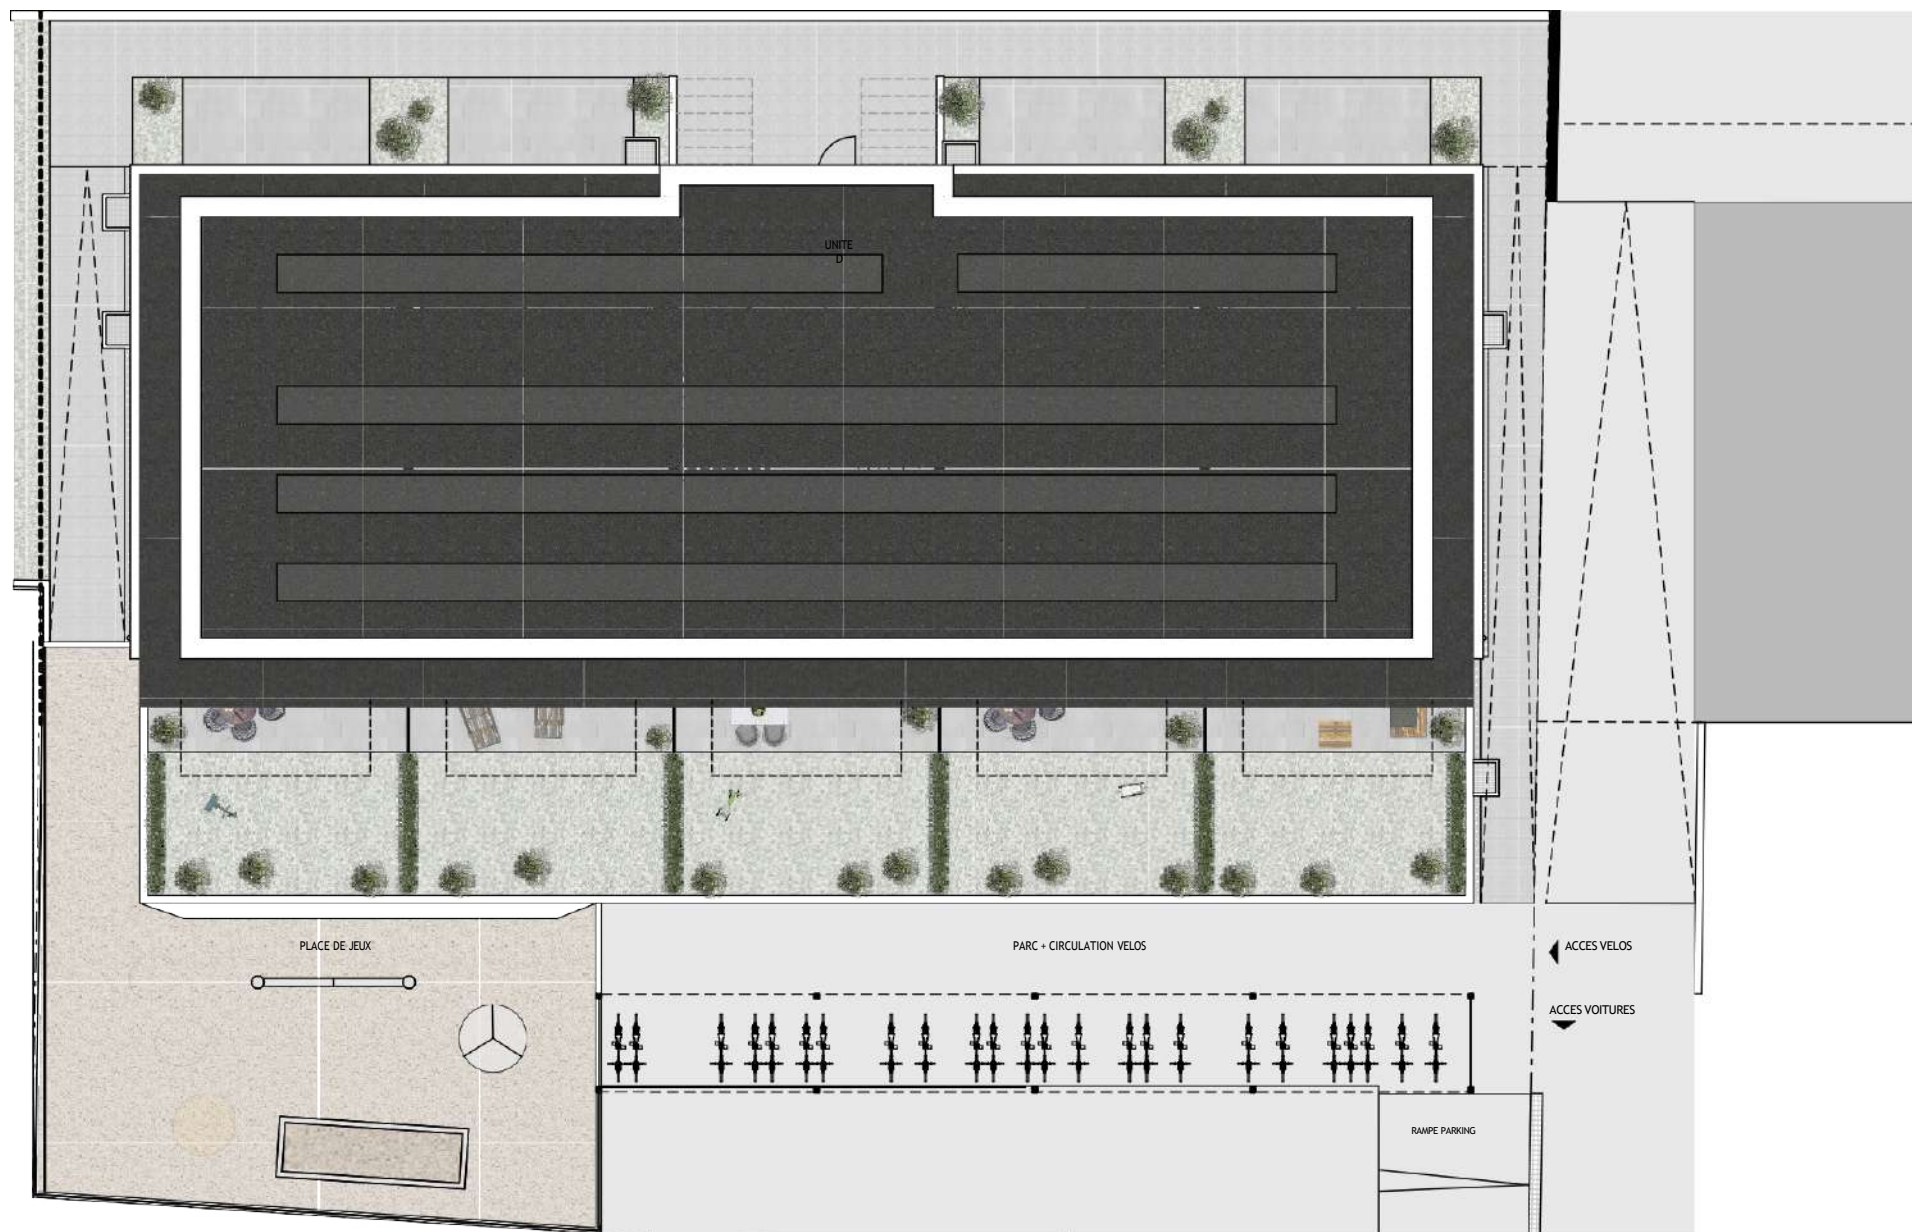 UNITE
D
PLACE DE JEUX
PARC + CIRCULATION VELOS
ACCES VELOS
ACCES VOITURES
RAMPE PARKING